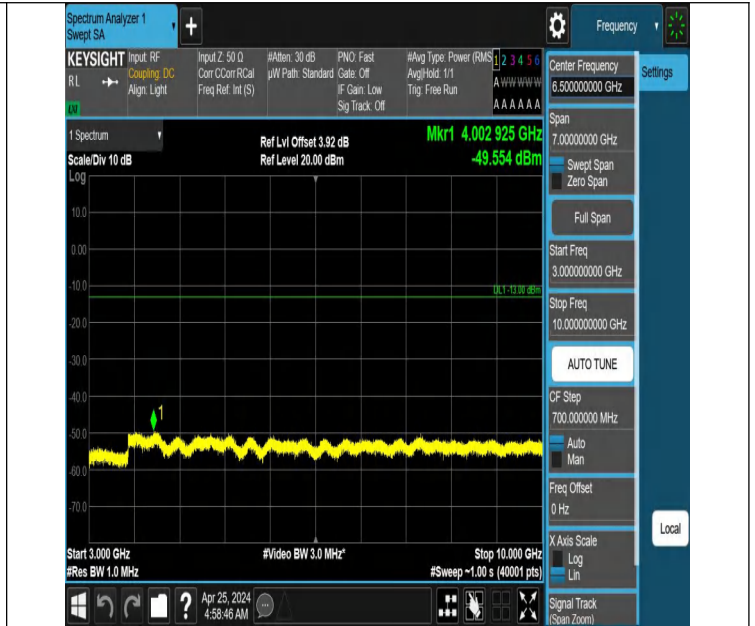 Spectrum Analyzer 1
Swept SA
+
Frequency
KEYSIGHT
RL
LXI
Input: RF
Coupling: DC
Align: Light
Input Z: 50 Ω
Corr CCorr RCal
Freq Ref: Int (S)
#Atten: 30 dB
µW Path: Standard
PNO: Fast
Gate: Off
IF Gain: Low
Sig Track: Off
#Avg Type: Power (RMS
Avg|Hold: 1/1
Trig: Free Run
1 2 3 4 5 6
A W W W W W
A A A A A A
1 Spectrum
Scale/Div 10 dB
Log
Ref Lvl Offset 3.92 dB
Ref Level 20.00 dBm
Mkr1 4.002 925 GHz
-49.554 dBm
10.0
0.00
-10.0
DL1 -13.00 dBm
-20.0
-30.0
-40.0
1
-50.0
-60.0
-70.0
Start 3.000 GHz
#Res BW 1.0 MHz
#Video BW 3.0 MHz*
Stop 10.000 GHz
#Sweep ~1.00 s (40001 pts)
Center Frequency
6.500000000 GHz
Settings
Span
7.00000000 GHz
Swept Span
Zero Span
Full Span
Start Freq
3.000000000 GHz
Stop Freq
10.000000000 GHz
AUTO TUNE
CF Step
700.000000 MHz
Auto
Man
Freq Offset
0 Hz
X Axis Scale
Log
Lin
Local
Signal Track
(Span Zoom)
?
Apr 25, 2024
4:58:46 AM